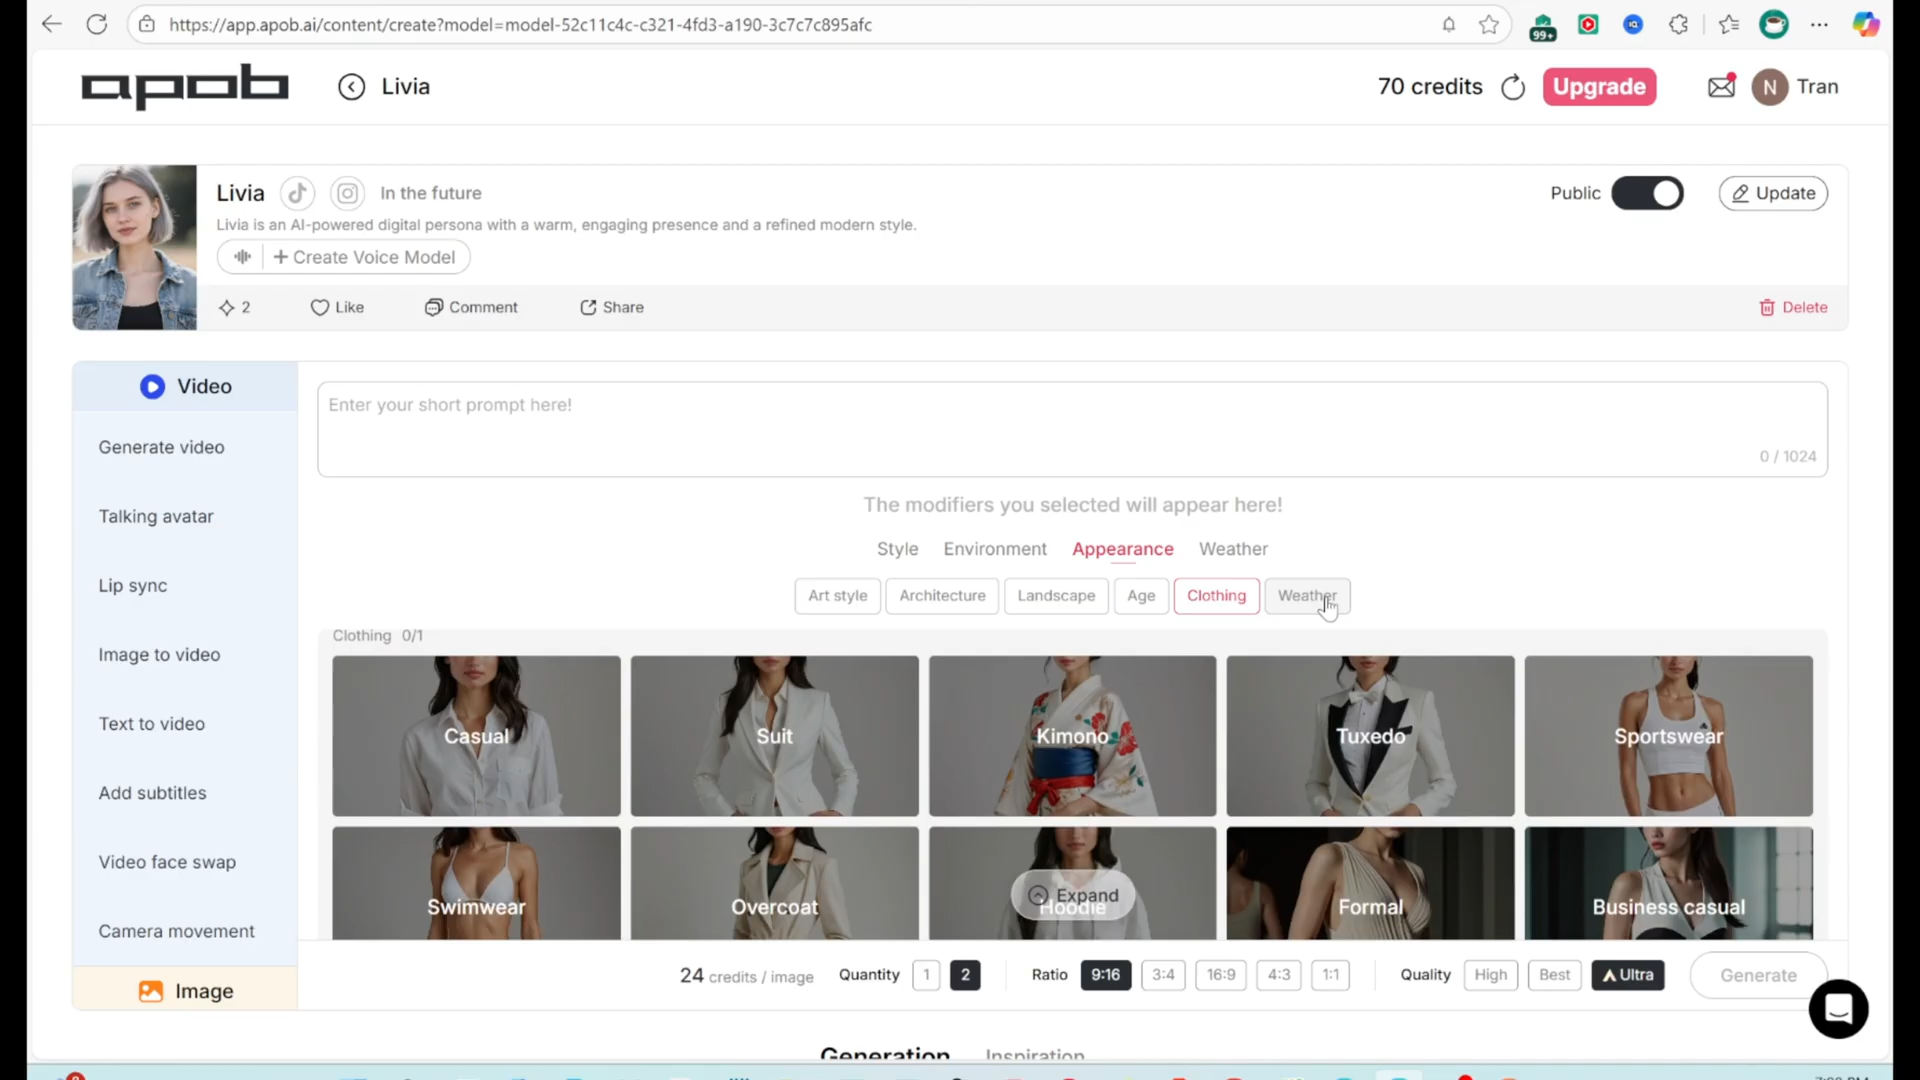 https://app.apob.ai/content/create?model=model-52c11c4c-c321-4fd3-a190-3c7c7c895afc
99+
apob
Livia
70 credits
Upgrade
N
Tran
Livia
In the future
Public
Update
Livia is an AI-powered digital persona with a warm, engaging presence and a refined modern style.
+ Create Voice Model
2
Like
Comment
Share
Delete
Video
Generate video
Talking avatar
Lip sync
Image to video
Text to video
Add subtitles
Video face swap
Camera movement
Image
Enter your short prompt here!
0 / 1024
The modifiers you selected will appear here!
Style
Environment
Appearance
Weather
Art style
Architecture
Landscape
Age
Clothing
Weather
Clothing 0/1
Casual
Suit
Kimono
Tuxedo
Sportswear
Swimwear
Overcoat
Expand
Hoodie
Formal
Business casual
24 credits / image
Quantity
1
2
Ratio
9:16
3:4
16:9
4:3
1:1
Quality
High
Best
Ultra
Generate
Generation
Inspiration